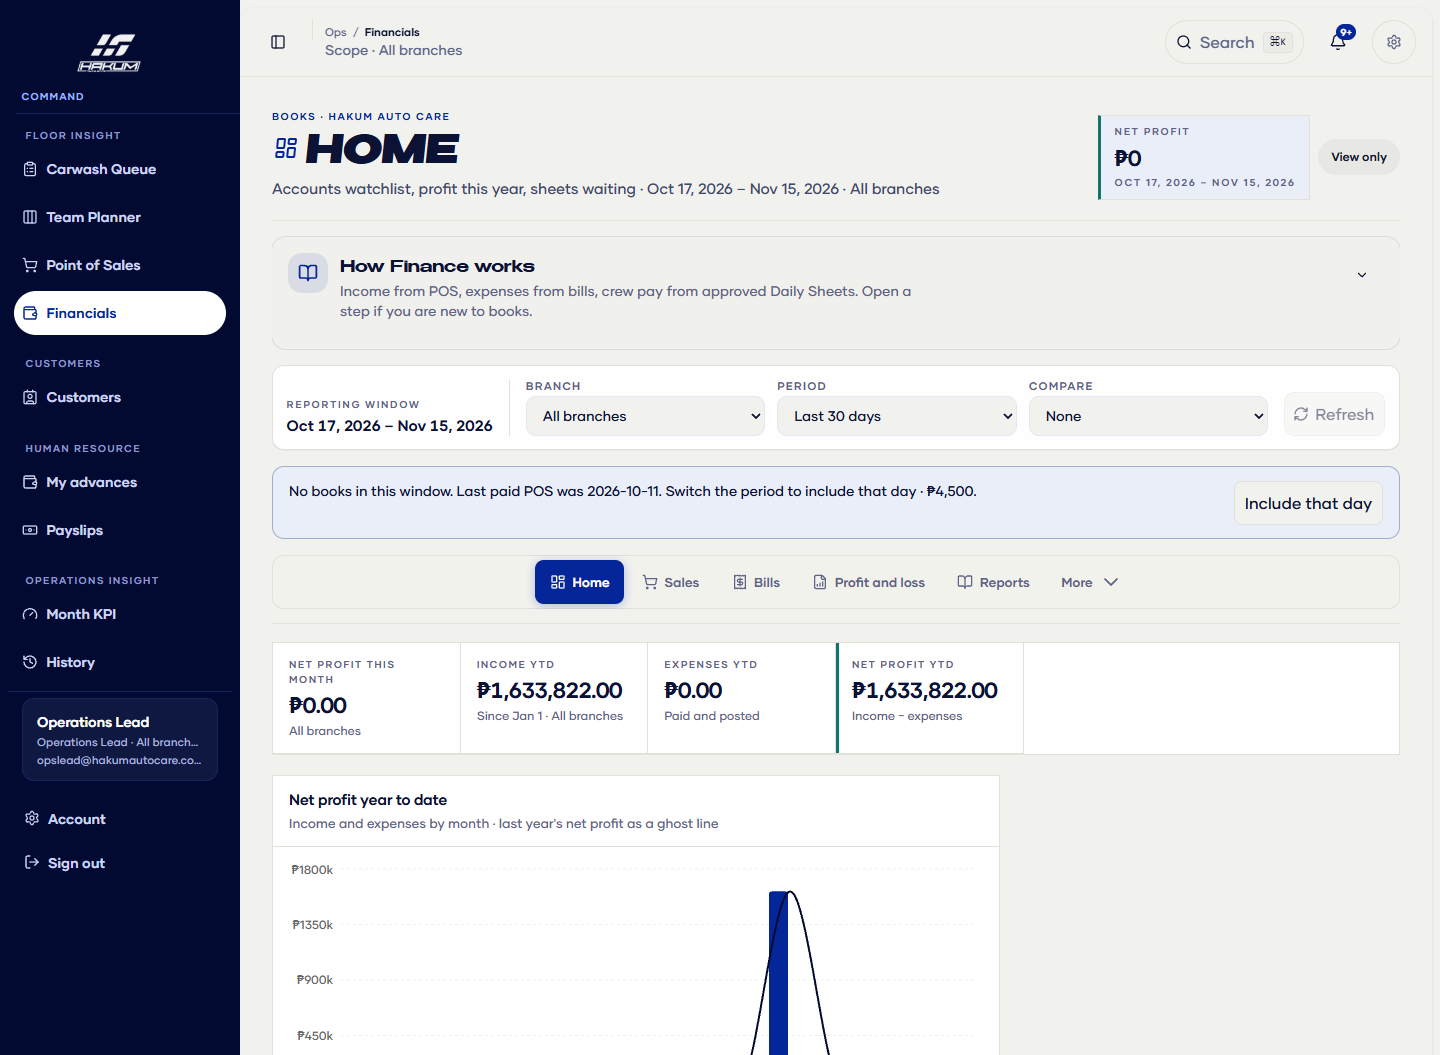 HAKUM
COMMAND
FLOOR INSIGHT
Carwash Queue
Team Planner
Point of Sales
Financials
CUSTOMERS
Customers
HUMAN RESOURCE
My advances
Payslips
OPERATIONS INSIGHT
Month KPI
History
Operations Lead
Operations Lead · All branch...
opslead@hakumautocare.co...
Account
Sign out
Ops / Financials
Scope · All branches
Search ⌘K
9+
BOOKS · HAKUM AUTO CARE
HOME
Accounts watchlist, profit this year, sheets waiting · Oct 17, 2026 – Nov 15, 2026 · All branches
NET PROFIT
₱0
OCT 17, 2026 – NOV 15, 2026
View only
How Finance works
Income from POS, expenses from bills, crew pay from approved Daily Sheets. Open a
step if you are new to books.
REPORTING WINDOW
Oct 17, 2026 – Nov 15, 2026
BRANCH
All branches
PERIOD
Last 30 days
COMPARE
None
Refresh
No books in this window. Last paid POS was 2026-10-11. Switch the period to include that day · ₱4,500.
Include that day
Home
Sales
Bills
Profit and loss
Reports
More
NET PROFIT THIS
MONTH
₱0.00
All branches
INCOME YTD
₱1,633,822.00
Since Jan 1 · All branches
EXPENSES YTD
₱0.00
Paid and posted
NET PROFIT YTD
₱1,633,822.00
Income − expenses
Net profit year to date
Income and expenses by month · last year's net profit as a ghost line
₱1800k
₱1350k
₱900k
₱450k